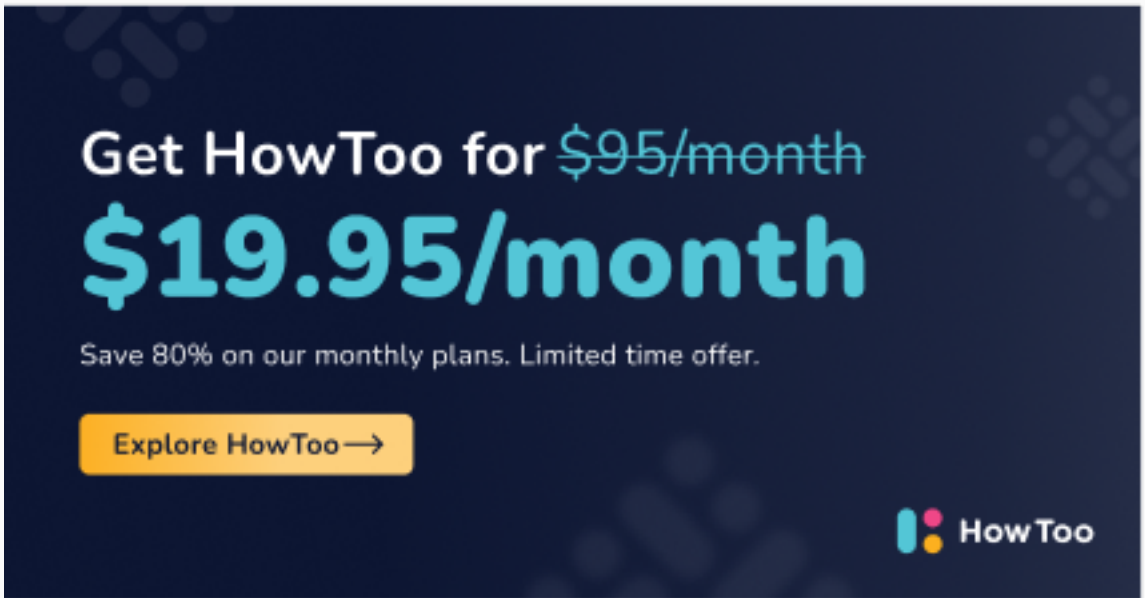 Get HowToo for $95/month
$19.95/month
Save 80% on our monthly plans. Limited time offer.
Explore HowToo→
HowToo